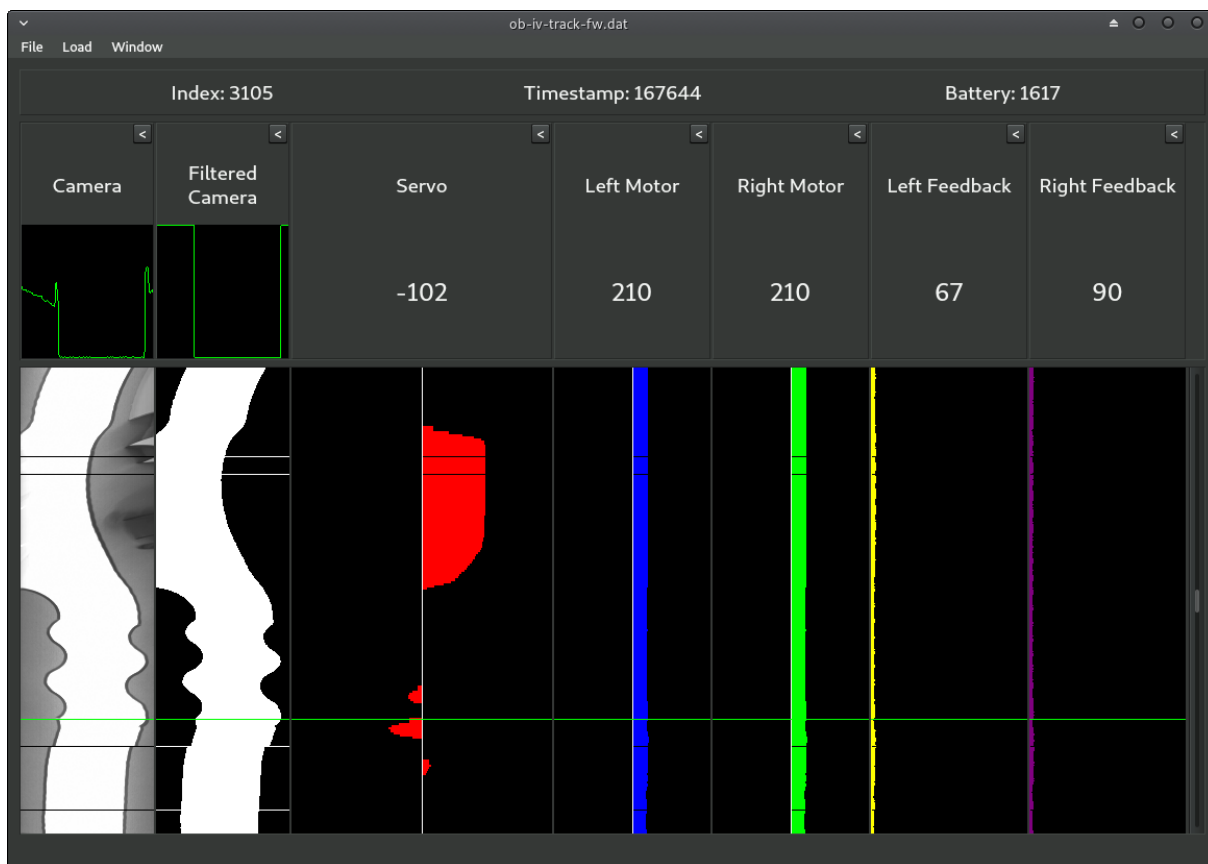 ob-iv-track-fw.dat
File Load Window
Index: 3105 Timestamp: 167644 Battery: 1617
< < < < < < <
Camera Filtered Camera Servo Left Motor Right Motor Left Feedback Right Feedback
-102 210 210 67 90